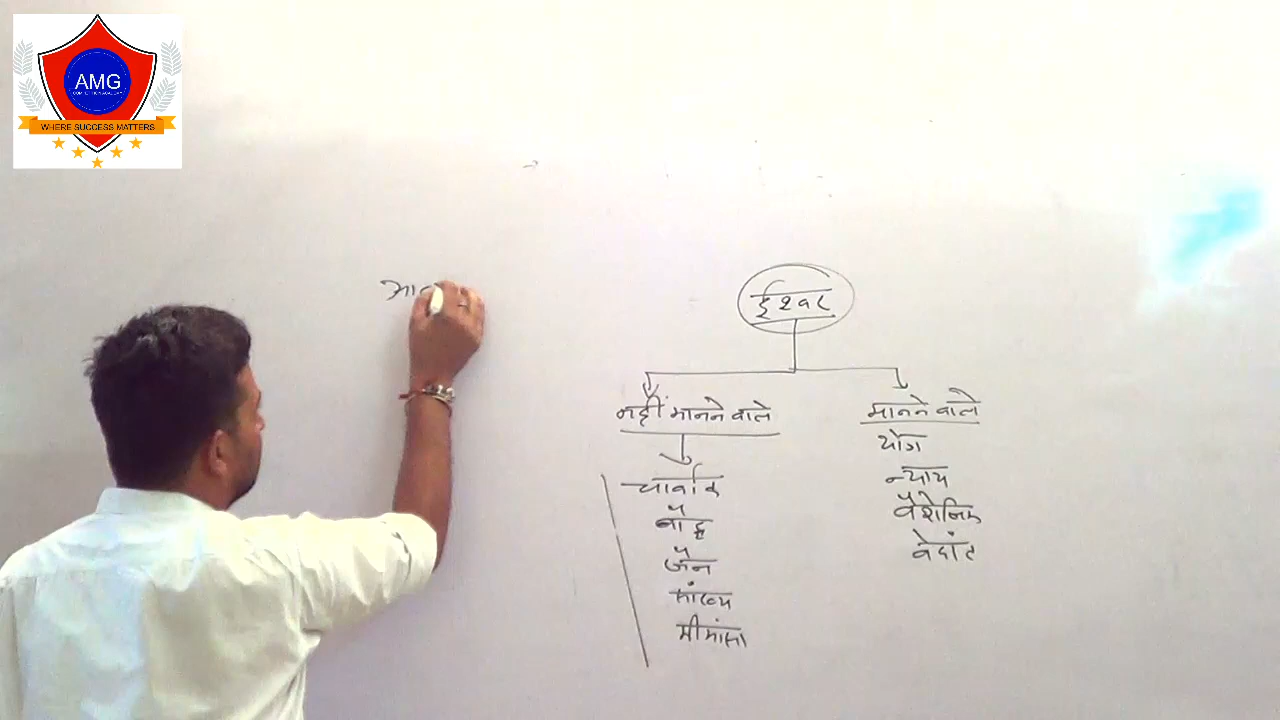 AMG
WHERE SUCCESS MATTERS
ईश्वर
नहीं मानने वाले
मानने वाले
चार्वाक
बौद्ध
जैन
सांख्य
मीमांसा
योग
न्याय
वैशेषिक
वेदांत